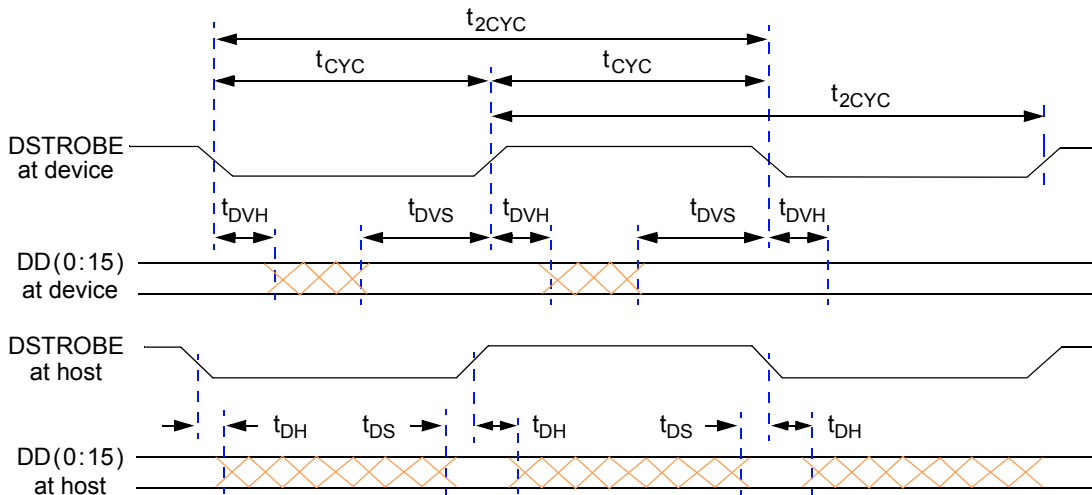 t2CYC
tCYC tCYC
t2CYC
DSTROBE
at device
tDVH tDVS tDVH tDVS tDVH
DD(0:15)
at device
DSTROBE
at host
tDH tDS tDH tDS tDH
DD(0:15)
at host